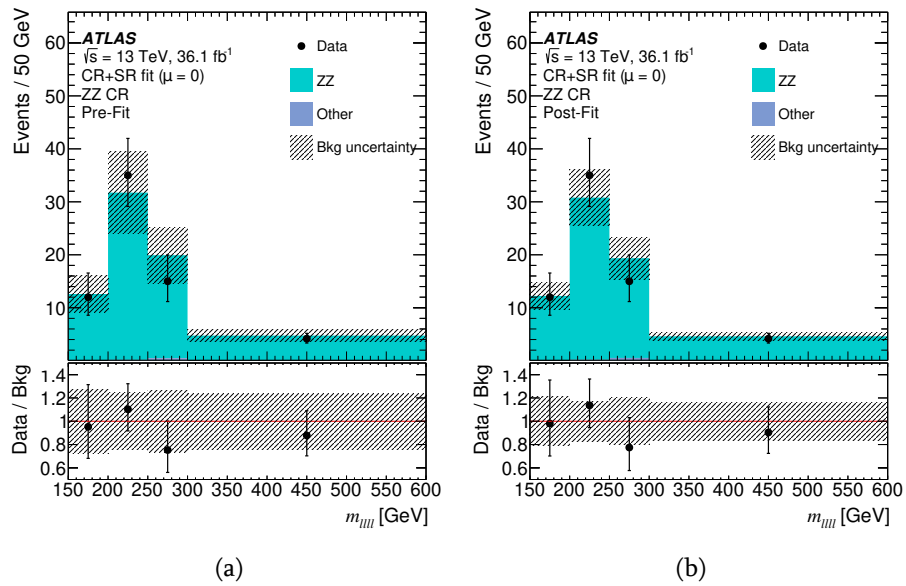 ATLAS
√s = 13 TeV, 36.1 fb-1
CR+SR fit (μ = 0)
ZZ CR
Pre-Fit
Data
ZZ
Other
Bkg uncertainty
Events / 50 GeV
60
50
40
30
20
10
Data / Bkg
1.4
1.2
1
0.8
0.6
150 200 250 300 350 400 450 500 550 600
mllll [GeV]
(a)
ATLAS
√s = 13 TeV, 36.1 fb-1
CR+SR fit (μ = 0)
ZZ CR
Post-Fit
Data
ZZ
Other
Bkg uncertainty
Events / 50 GeV
60
50
40
30
20
10
Data / Bkg
1.4
1.2
1
0.8
0.6
150 200 250 300 350 400 450 500 550 600
mllll [GeV]
(b)